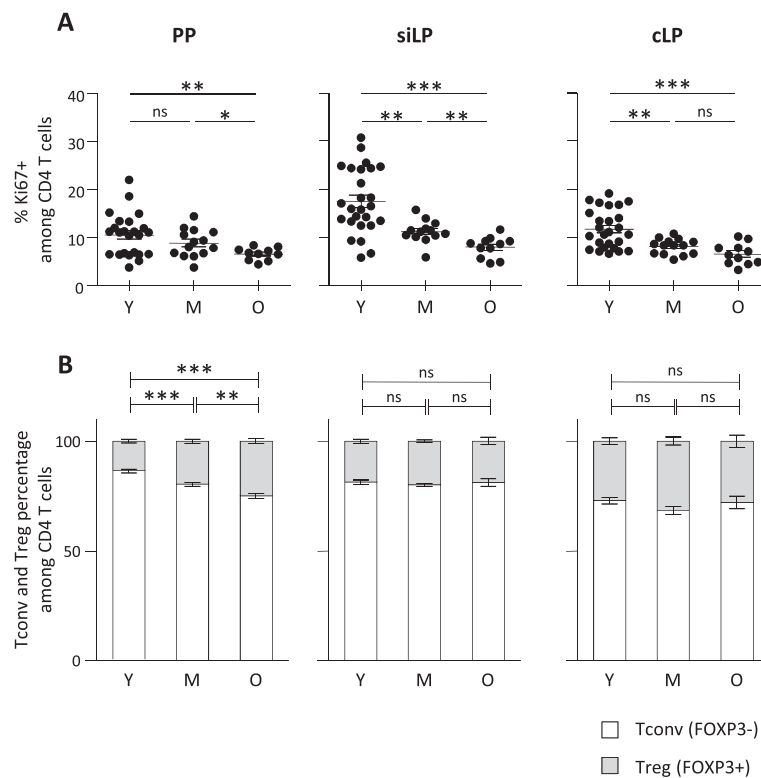 A
PP
siLP
cLP
% Ki67+
among CD4 T cells
40
30
20
10
0
**
ns
*
***
**
**
***
**
ns
Y
M
O
Y
M
O
Y
M
O
B
Tconv and Treg percentage
among CD4 T cells
100
50
0
***
***
**
ns
ns
ns
ns
ns
ns
Y
M
O
Y
M
O
Y
M
O
Tconv (FOXP3-)
Treg (FOXP3+)